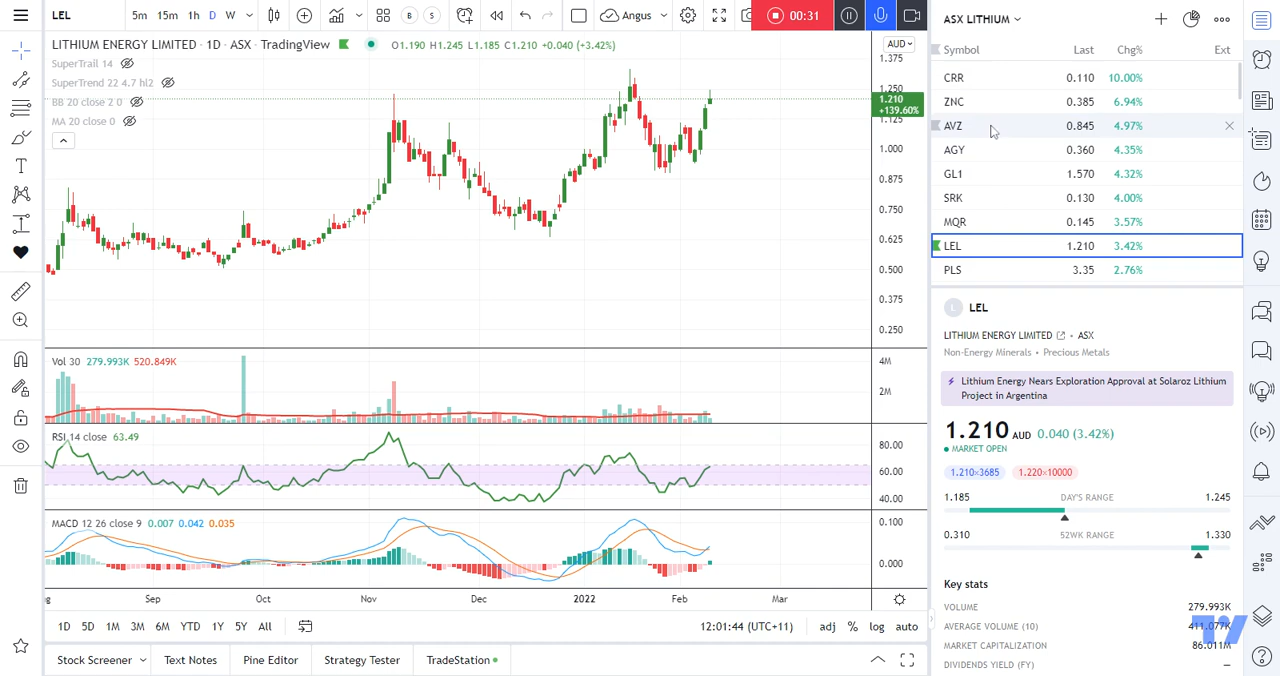 LEL
5m 15m 1h D W
B S
Angus
00:31
LITHIUM ENERGY LIMITED · 1D · ASX · TradingView
O1.190 H1.245 L1.185 C1.210 +0.040 (+3.42%)
SuperTrail 14
SuperTrend 22 4.7 hl2
BB 20 close 2 0
MA 20 close 0
AUD
1.375
1.250
1.210
+139.60%
1.125
1.000
0.875
0.750
0.625
0.500
0.375
0.250
Vol 30 279.993K 520.849K
4M
2M
RSI 14 close 63.49
80.00
60.00
40.00
MACD 12 26 close 9 0.007 0.042 0.035
0.100
0.000
g Sep Oct Nov Dec 2022 Feb Mar
1D 5D 1M 3M 6M YTD 1Y 5Y All
12:01:44 (UTC+11) adj % log auto
Stock Screener Text Notes Pine Editor Strategy Tester TradeStation
ASX LITHIUM
Symbol Last Chg% Ext
CRR 0.110 10.00%
ZNC 0.385 6.94%
AVZ 0.845 4.97%
AGY 0.360 4.35%
GL1 1.570 4.32%
SRK 0.130 4.00%
MQR 0.145 3.57%
LEL 1.210 3.42%
PLS 3.35 2.76%
L LEL
LITHIUM ENERGY LIMITED · ASX
Non-Energy Minerals · Precious Metals
Lithium Energy Nears Exploration Approval at Solaroz Lithium
Project in Argentina
1.210 AUD 0.040 (3.42%)
MARKET OPEN
1.210×3685 1.220×10000
1.185 DAY'S RANGE 1.245
0.310 52WK RANGE 1.330
Key stats
VOLUME 279.993K
AVERAGE VOLUME (10) 411.077K
MARKET CAPITALIZATION 86.011M
DIVIDENDS YIELD (FY) —